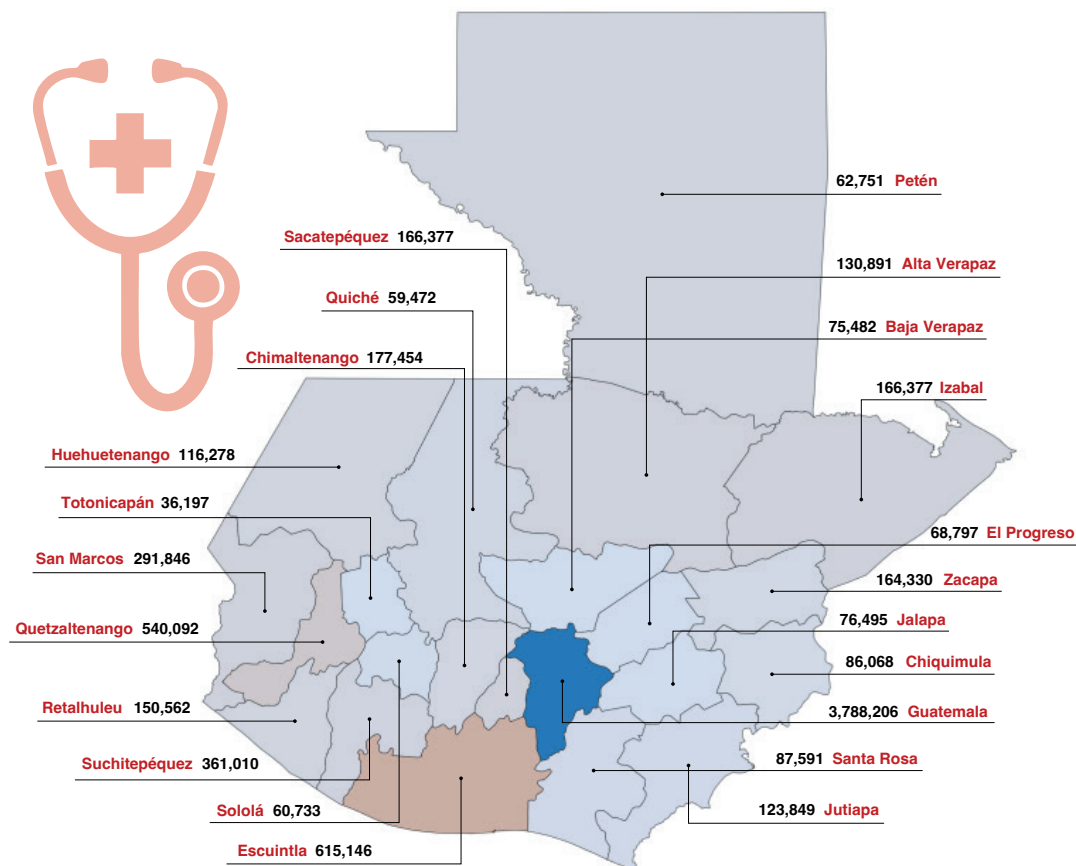 62,751 Petén
Sacatepéquez 166,377
130,891 Alta Verapaz
Quiché 59,472
75,482 Baja Verapaz
Chimaltenango 177,454
166,377 Izabal
Huehuetenango 116,278
Totonicapán 36,197
68,797 El Progreso
San Marcos 291,846
164,330 Zacapa
Quetzaltenango 540,092
76,495 Jalapa
86,068 Chiquimula
Retalhuleu 150,562
3,788,206 Guatemala
Suchitepéquez 361,010
87,591 Santa Rosa
Sololá 60,733
123,849 Jutiapa
Escuintla 615,146